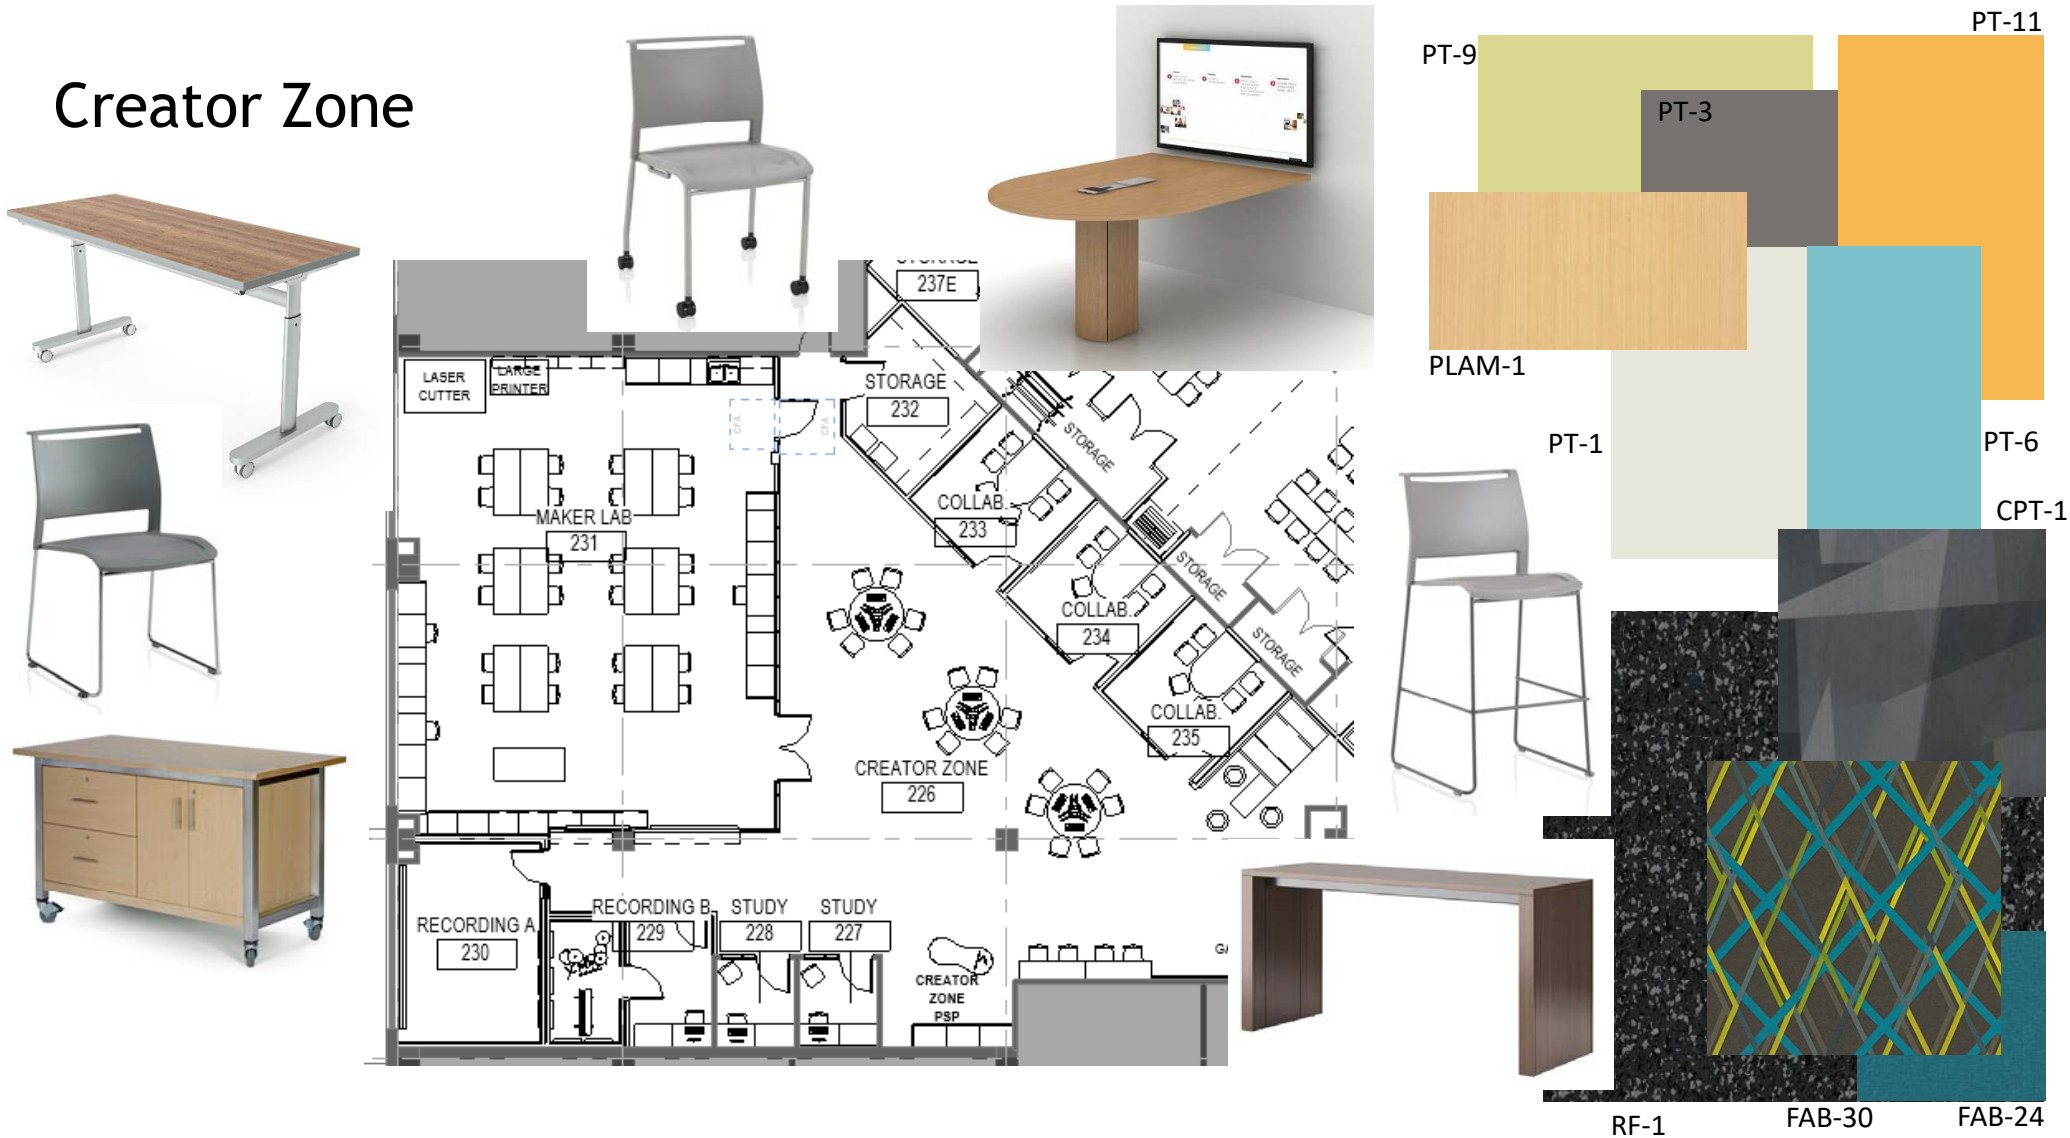 Creator Zone
PT-11
PT-9
PT-3
PLAM-1
PT-1
PT-6
CPT-1
RF-1
FAB-30
FAB-24
237E
LASER
CUTTER
LARGE
PRINTER
STORAGE
232
CFA
CFA
STORAGE
COLLAB.
233
MAKER LAB
231
STORAGE
COLLAB.
234
STORAGE
COLLAB.
235
CREATOR ZONE
226
RECORDING A
230
RECORDING B
229
STUDY
228
STUDY
227
CREATOR
ZONE
PSP